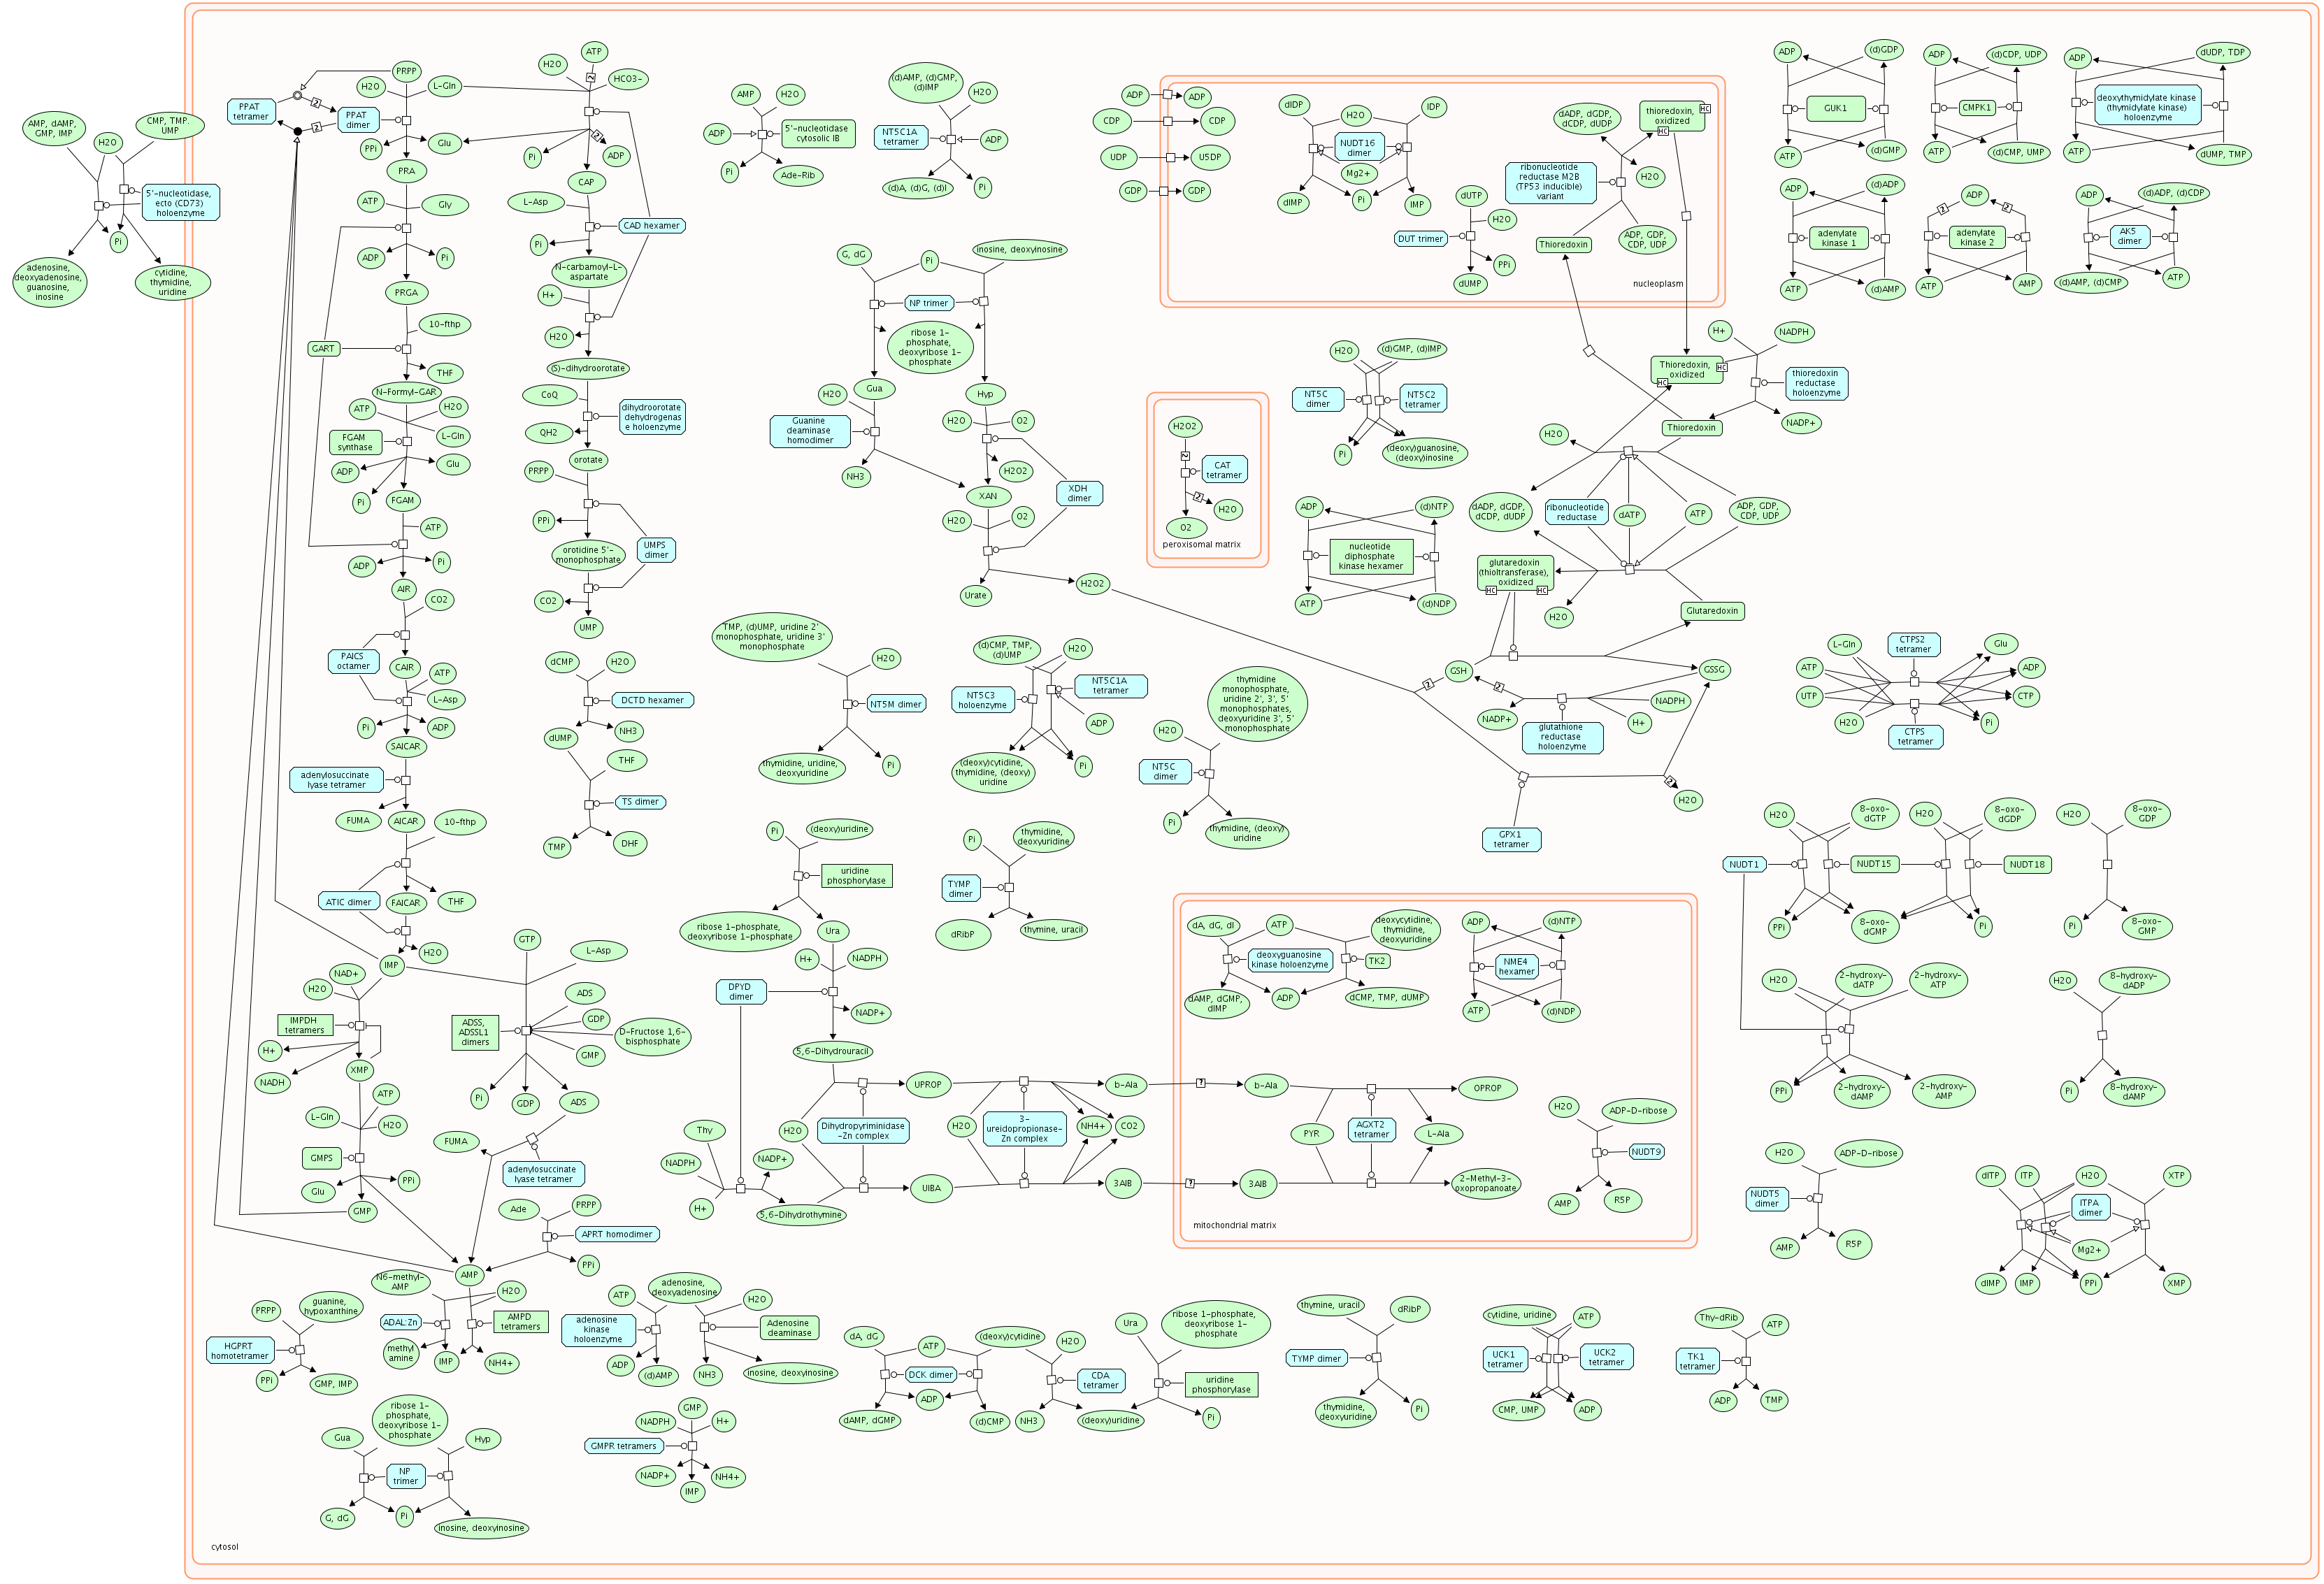 AMP, dAMP,
GMP, IMP
H2O
CMP, TMP.
UMP
5'-nucleotidase,
ecto (CD73)
holoenzyme
Pi
adenosine,
deoxyadenosine,
guanosine,
inosine
cytidine,
thymidine,
uridine
PPAT
tetramer
2
2
PPAT
dimer
PRPP
H2O
L-Gln
PPi
Glu
PRA
ATP
Gly
ADP
Pi
PRGA
10-fthp
GART
THF
N-Formyl-GAR
ATP
H2O
FGAM
synthase
L-Gln
ADP
Glu
Pi
FGAM
ATP
ADP
Pi
AIR
CO2
PAICS
octamer
CAIR
ATP
L-Asp
Pi
ADP
SAICAR
adenylosuccinate
lyase tetramer
FUMA
AICAR
10-fthp
ATIC dimer
FAICAR
THF
H2O
IMP
NAD+
H2O
IMPDH
tetramers
H+
NADH
XMP
ATP
L-Gln
H2O
GMPS
Glu
PPi
GMP
GTP
L-Asp
ADS
GDP
ADSS,
ADSSL1
dimers
D-Fructose 1,6-
bisphosphate
GMP
Pi
GDP
ADS
FUMA
adenylosuccinate
lyase tetramer
Ade
PRPP
APRT homodimer
PPi
AMP
N6-methyl-
AMP
H2O
ADAL:Zn
AMPD
tetramers
methyl
amine
IMP
NH4+
PRPP
guanine,
hypoxanthine
HGPRT
homotetramer
PPi
GMP, IMP
ribose 1-
phosphate,
deoxyribose 1-
phosphate
Gua
Hyp
NP
trimer
G, dG
Pi
inosine, deoxyinosine
ATP
H2O
2
HCO3-
Pi
2
ADP
CAP
L-Asp
CAD hexamer
Pi
N-carbamoyl-L-
aspartate
H+
H2O
(S)-dihydroorotate
CoQ
dihydroorotate
dehydrogenas
e holoenzyme
QH2
orotate
PRPP
PPi
UMPS
dimer
orotidine 5'-
monophosphate
CO2
UMP
dCMP
H2O
DCTD hexamer
NH3
dUMP
THF
TS dimer
TMP
DHF
AMP
H2O
ADP
5'-nucleotidase
cytosolic IB
Pi
Ade-Rib
(d)AMP, (d)GMP,
(d)IMP
H2O
NT5C1A
tetramer
ADP
(d)A, (d)G, (d)I
Pi
G, dG
Pi
inosine, deoxyinosine
NP trimer
ribose 1-
phosphate,
deoxyribose 1-
phosphate
Gua
Hyp
H2O
H2O
O2
Guanine
deaminase
homodimer
NH3
H2O2
XAN
XDH
dimer
H2O
O2
Urate
H2O2
TMP, (d)UMP, uridine 2'
monophosphate, uridine 3'
monophosphate
H2O
NT5M dimer
thymidine, uridine,
deoxyuridine
Pi
(d)CMP, TMP,
(d)UMP
H2O
NT5C3
holoenzyme
NT5C1A
tetramer
ADP
(deoxy)cytidine,
thymidine, (deoxy)
uridine
Pi
thymidine
monophosphate,
uridine 2', 3', 5'
monophosphates,
deoxyuridine 3', 5'
monophosphate
H2O
NT5C
dimer
Pi
thymidine, (deoxy)
uridine
Pi
(deoxy)uridine
uridine
phosphorylase
ribose 1-phosphate,
deoxyribose 1-phosphate
Ura
Pi
thymidine,
deoxyuridine
TYMP
dimer
dRibP
thymine, uracil
H+
NADPH
DPYD
dimer
NADP+
5,6-Dihydrouracil
UPROP
b-Ala
?
H2O
Dihydropyriminidase
-Zn complex
H2O
3-
ureidopropionase-
Zn complex
NH4+
CO2
Thy
NADPH
NADP+
H+
5,6-Dihydrothymine
UIBA
3AIB
?
ADP
CDP
UDP
GDP
ADP
CDP
U5DP
GDP
dIDP
H2O
IDP
NUDT16
dimer
Mg2+
dIMP
Pi
IMP
dUTP
H2O
DUT trimer
PPi
dUMP
dADP, dGDP,
dCDP, dUDP
thioredoxin,
oxidized
HC
HC
ribonucleotide
reductase M2B
(TP53 inducible)
variant
H2O
Thioredoxin
ADP, GDP,
CDP, UDP
nucleoplasm
H2O2
2
CAT
tetramer
2
H2O
O2
peroxisomal matrix
H2O
(d)GMP, (d)IMP
NT5C
dimer
NT5C2
tetramer
Pi
(deoxy)guanosine,
(deoxy)inosine
H+
NADPH
Thioredoxin,
oxidized
HC
HC
thioredoxin
reductase
holoenzyme
NADP+
Thioredoxin
H2O
dADP, dGDP,
dCDP, dUDP
ribonucleotide
reductase
dATP
ATP
ADP, GDP,
CDP, UDP
ADP
(d)NTP
nucleotide
diphosphate
kinase hexamer
ATP
(d)NDP
glutaredoxin
(thioltransferase),
oxidized
HC
HC
H2O
Glutaredoxin
GSH
2
2
GSSG
NADPH
NADP+
H+
glutathione
reductase
holoenzyme
2
H2O
GPX1
tetramer
dA, dG, dI
ATP
deoxycytidine,
thymidine,
deoxyuridine
deoxyguanosine
kinase holoenzyme
TK2
dAMP, dGMP,
dIMP
ADP
dCMP, TMP, dUMP
ADP
(d)NTP
NME4
hexamer
ATP
(d)NDP
b-Ala
OPROP
PYR
AGXT2
tetramer
L-Ala
3AIB
2-Methyl-3-
oxopropanoate
H2O
ADP-D-ribose
NUDT9
AMP
R5P
mitochondrial matrix
ADP
(d)GDP
GUK1
ATP
(d)GMP
ADP
(d)CDP, UDP
CMPK1
ATP
(d)CMP, UMP
ADP
dUDP, TDP
deoxythymidylate kinase
(thymidylate kinase)
holoenzyme
ATP
dUMP, TMP
ADP
(d)ADP
adenylate
kinase 1
ATP
(d)AMP
ADP
2
2
adenylate
kinase 2
ATP
AMP
ADP
(d)ADP, (d)CDP
AK5
dimer
(d)AMP, (d)CMP
ATP
L-Gln
CTPS2
tetramer
Glu
ATP
ADP
UTP
CTP
H2O
CTPS
tetramer
Pi
H2O
8-oxo-
dGTP
H2O
8-oxo-
dGDP
NUDT1
NUDT15
NUDT18
PPi
8-oxo-
dGMP
Pi
H2O
8-oxo-
GDP
Pi
8-oxo-
GMP
H2O
2-hydroxy-
dATP
2-hydroxy-
ATP
PPi
2-hydroxy-
dAMP
2-hydroxy-
AMP
H2O
8-hydroxy-
dADP
Pi
8-hydroxy-
dAMP
H2O
ADP-D-ribose
NUDT5
dimer
AMP
R5P
dITP
ITP
H2O
XTP
ITPA
dimer
Mg2+
dIMP
IMP
PPi
XMP
ATP
adenosine,
deoxyadenosine
H2O
adenosine
kinase
holoenzyme
Adenosine
deaminase
ADP
(d)AMP
NH3
inosine, deoxyinosine
GMP
NADPH
H+
GMPR tetramers
NADP+
NH4+
IMP
dA, dG
ATP
(deoxy)cytidine
DCK dimer
ADP
dAMP, dGMP
(d)CMP
H2O
CDA
tetramer
NH3
(deoxy)uridine
Ura
ribose 1-phosphate,
deoxyribose 1-
phosphate
uridine
phosphorylase
Pi
thymine, uracil
dRibP
TYMP dimer
thymidine,
deoxyuridine
Pi
cytidine, uridine
ATP
UCK1
tetramer
UCK2
tetramer
CMP, UMP
ADP
Thy-dRib
ATP
TK1
tetramer
ADP
TMP
cytosol